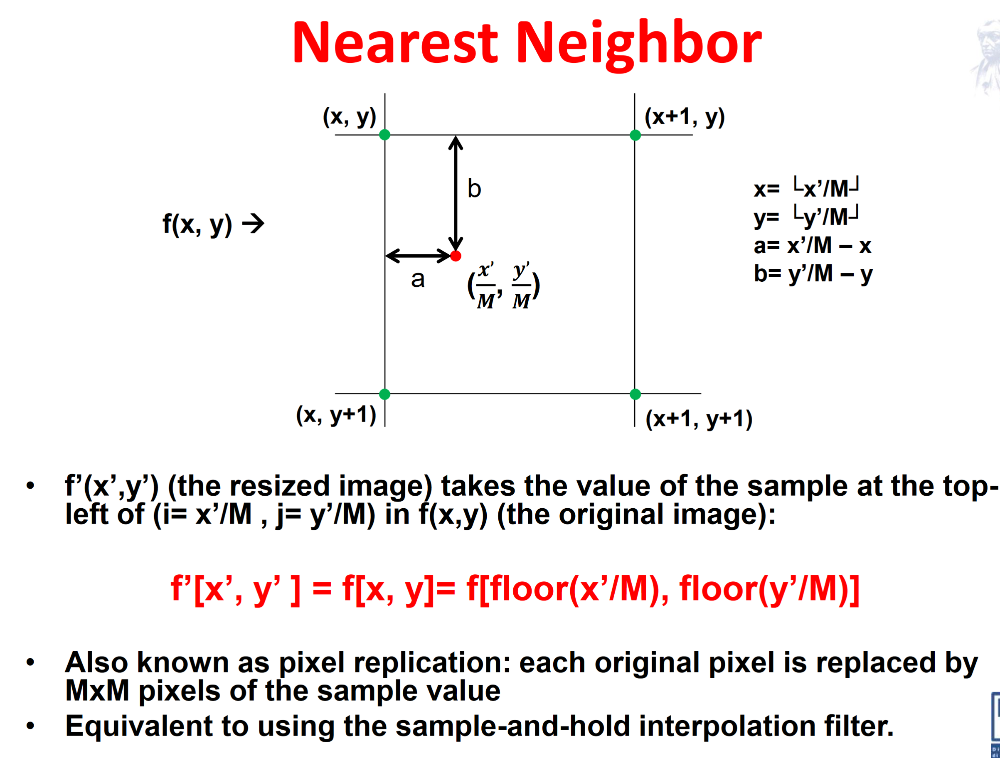 Nearest Neighbor
(x, y)
(x+1, y)
b
x= └x’/M┘
y= └y’/M┘
a= x’/M – x
b= y’/M – y
f(x, y) →
a
(x’/M, y’/M)
(x, y+1)
(x+1, y+1)
• f’(x’,y’) (the resized image) takes the value of the sample at the top-
left of (i= x’/M , j= y’/M) in f(x,y) (the original image):
f’[x’, y’ ] = f[x, y]= f[floor(x’/M), floor(y’/M)]
• Also known as pixel replication: each original pixel is replaced by
MxM pixels of the sample value
• Equivalent to using the sample-and-hold interpolation filter.